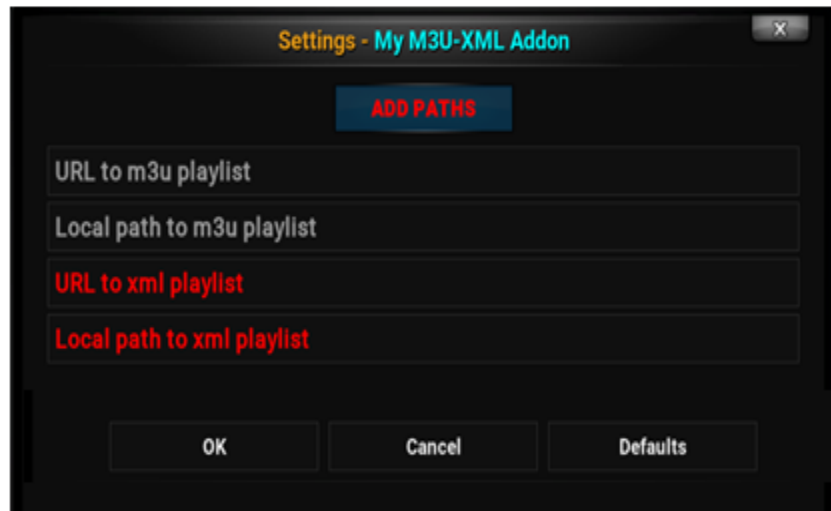 Settings - My M3U-XML Addon
X
ADD PATHS
URL to m3u playlist
Local path to m3u playlist
URL to xml playlist
Local path to xml playlist
OK Cancel Defaults